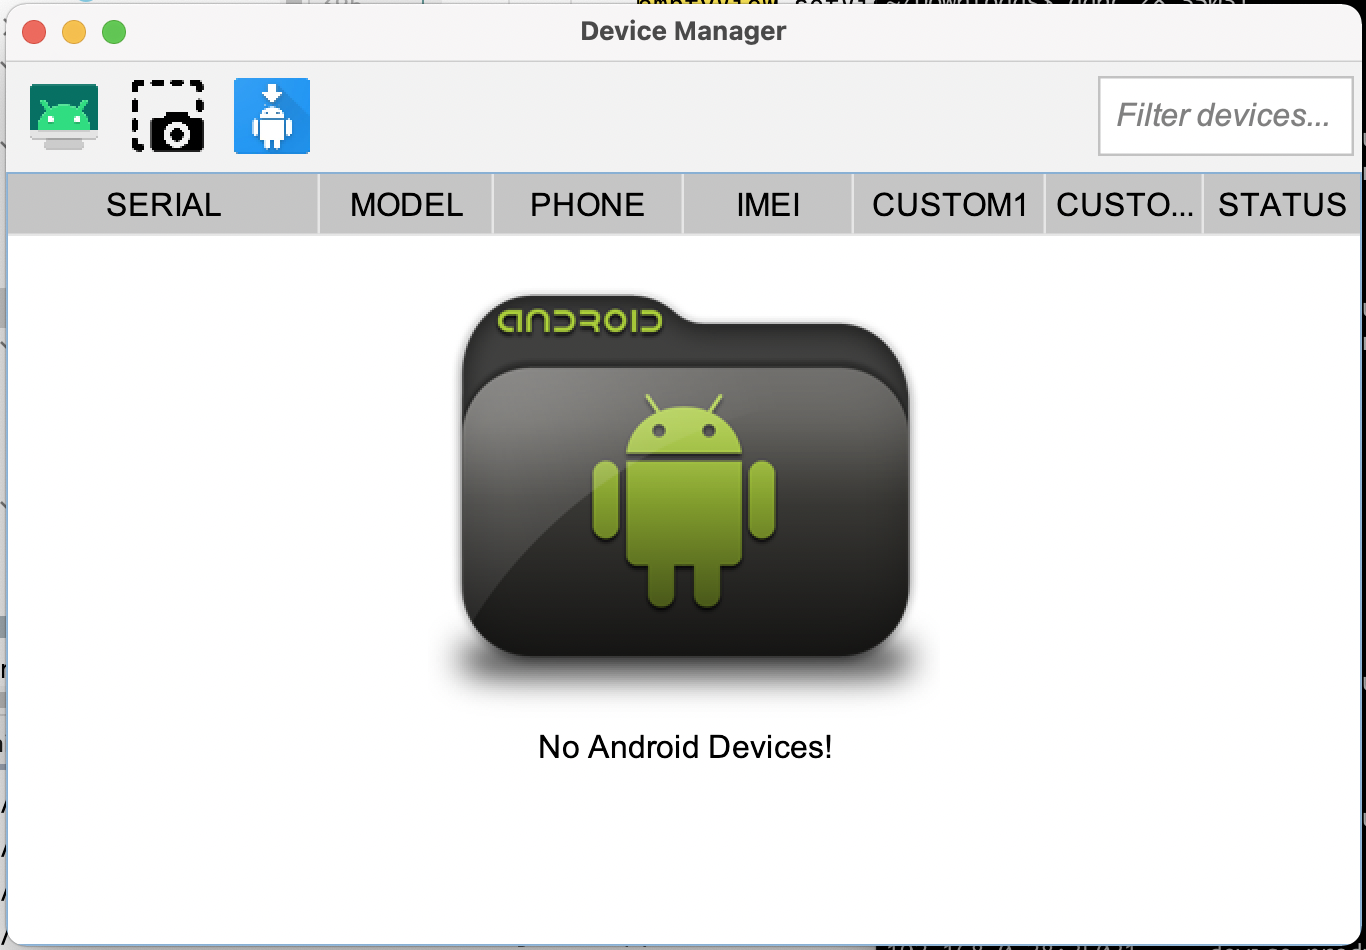 Device Manager
Filter devices...
SERIAL MODEL PHONE IMEI CUSTOM1 CUSTO... STATUS
ANDROID
No Android Devices!